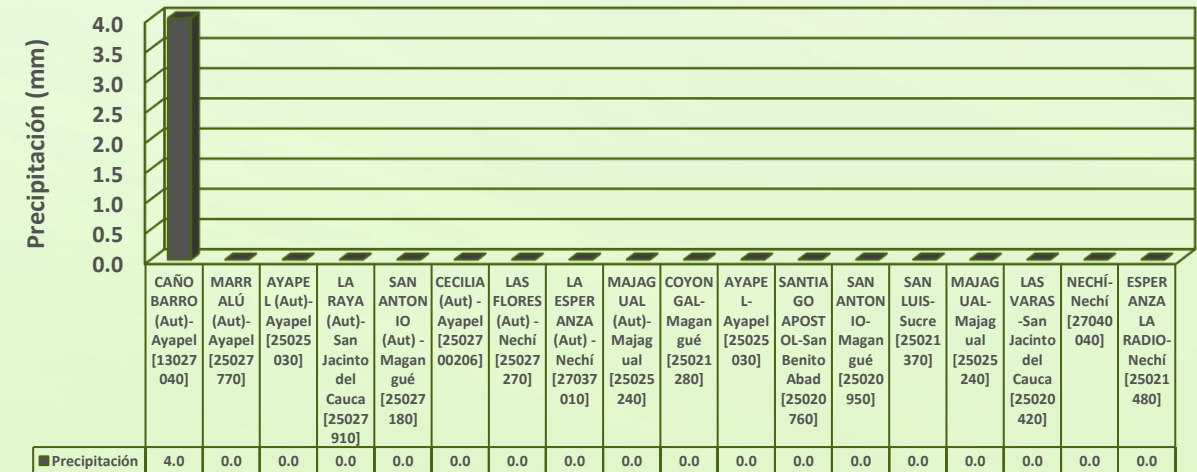 Precipitación (mm)
4.0
3.5
3.0
2.5
2.0
1.5
1.0
0.5
0.0
CAÑO
BARRO
(Aut)-
Ayapel
[13027
040]
MARR
ALÚ
(Aut)-
Ayapel
[25027
770]
AYAPE
L (Aut)-
Ayapel
[25025
030]
LA
RAYA
(Aut)-
San
Jacinto
del
Cauca
[25027
910]
SAN
ANTON
IO
(Aut) -
Magan
gué
[25027
180]
CECILIA
(Aut) -
Ayapel
[25027
00206]
LAS
FLORES
(Aut) -
Nechí
[25027
270]
LA
ESPER
ANZA
(Aut) -
Nechí
[27037
010]
MAJAG
UAL
(Aut)-
Majag
ual
[25025
240]
COYON
GAL-
Magan
gué
[25021
280]
AYAPE
L-
Ayapel
[25025
030]
SANTIA
GO
APOST
OL-San
Benito
Abad
[25020
760]
SAN
ANTON
IO-
Magan
gué
[25020
950]
SAN
LUIS-
Sucre
[25021
370]
MAJAG
UAL-
Majag
ual
[25025
240]
LAS
VARAS
-San
Jacinto
del
Cauca
[25020
420]
NECHÍ-
Nechí
[27040
040]
ESPER
ANZA
LA
RADIO-
Nechí
[25021
480]
Precipitación 4.0 0.0 0.0 0.0 0.0 0.0 0.0 0.0 0.0 0.0 0.0 0.0 0.0 0.0 0.0 0.0 0.0 0.0